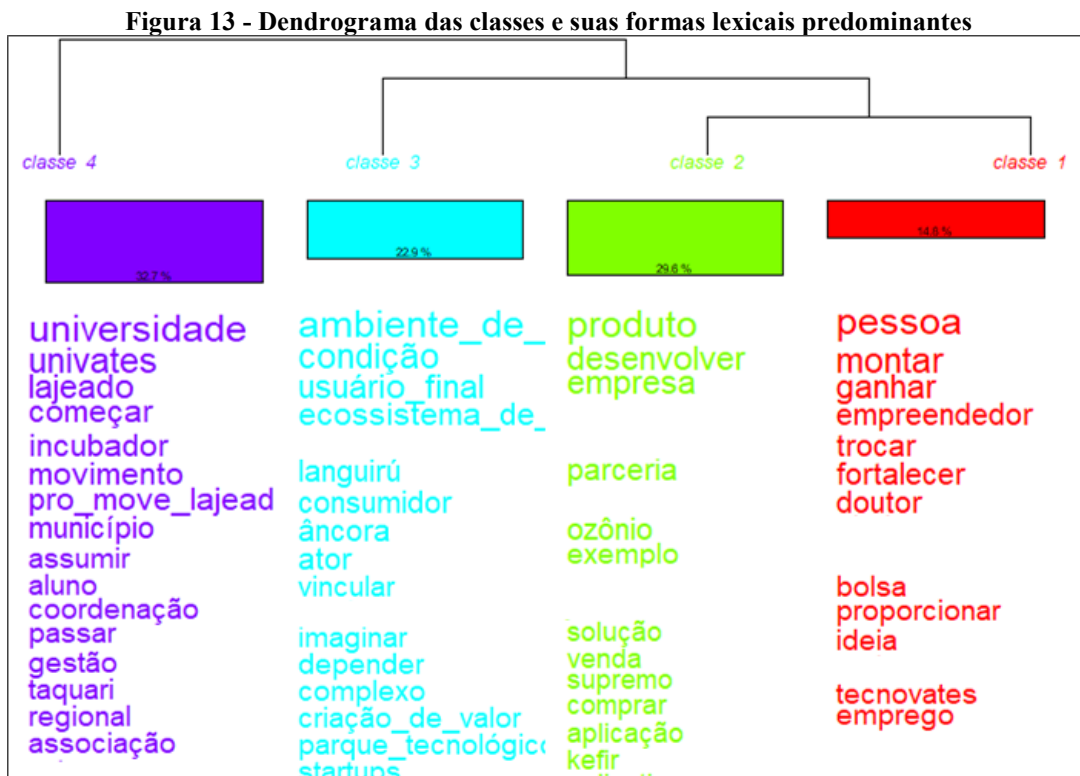 Figura 13 - Dendrograma das classes e suas formas lexicais predominantes
classe 4
classe 3
classe 2
classe 1
32.7 %
22.9 %
29.6 %
14.8 %
universidade
univates
lajeado
começar
incubador
movimento
pro_move_lajead
município
assumir
aluno
coordenação
passar
gestão
taquari
regional
associação
ambiente_de_
condição
usuário_final
ecossistema_de_
languirú
consumidor
âncora
ator
vincular
imaginar
depender
complexo
criação_de_valor
parque_tecnológico
startups
produto
desenvolver
empresa
parceria
ozônio
exemplo
solução
venda
supremo
comprar
aplicação
kefir
pessoa
montar
ganhar
empreendedor
trocar
fortalecer
doutor
bolsa
proporcionar
ideia
tecnovates
emprego